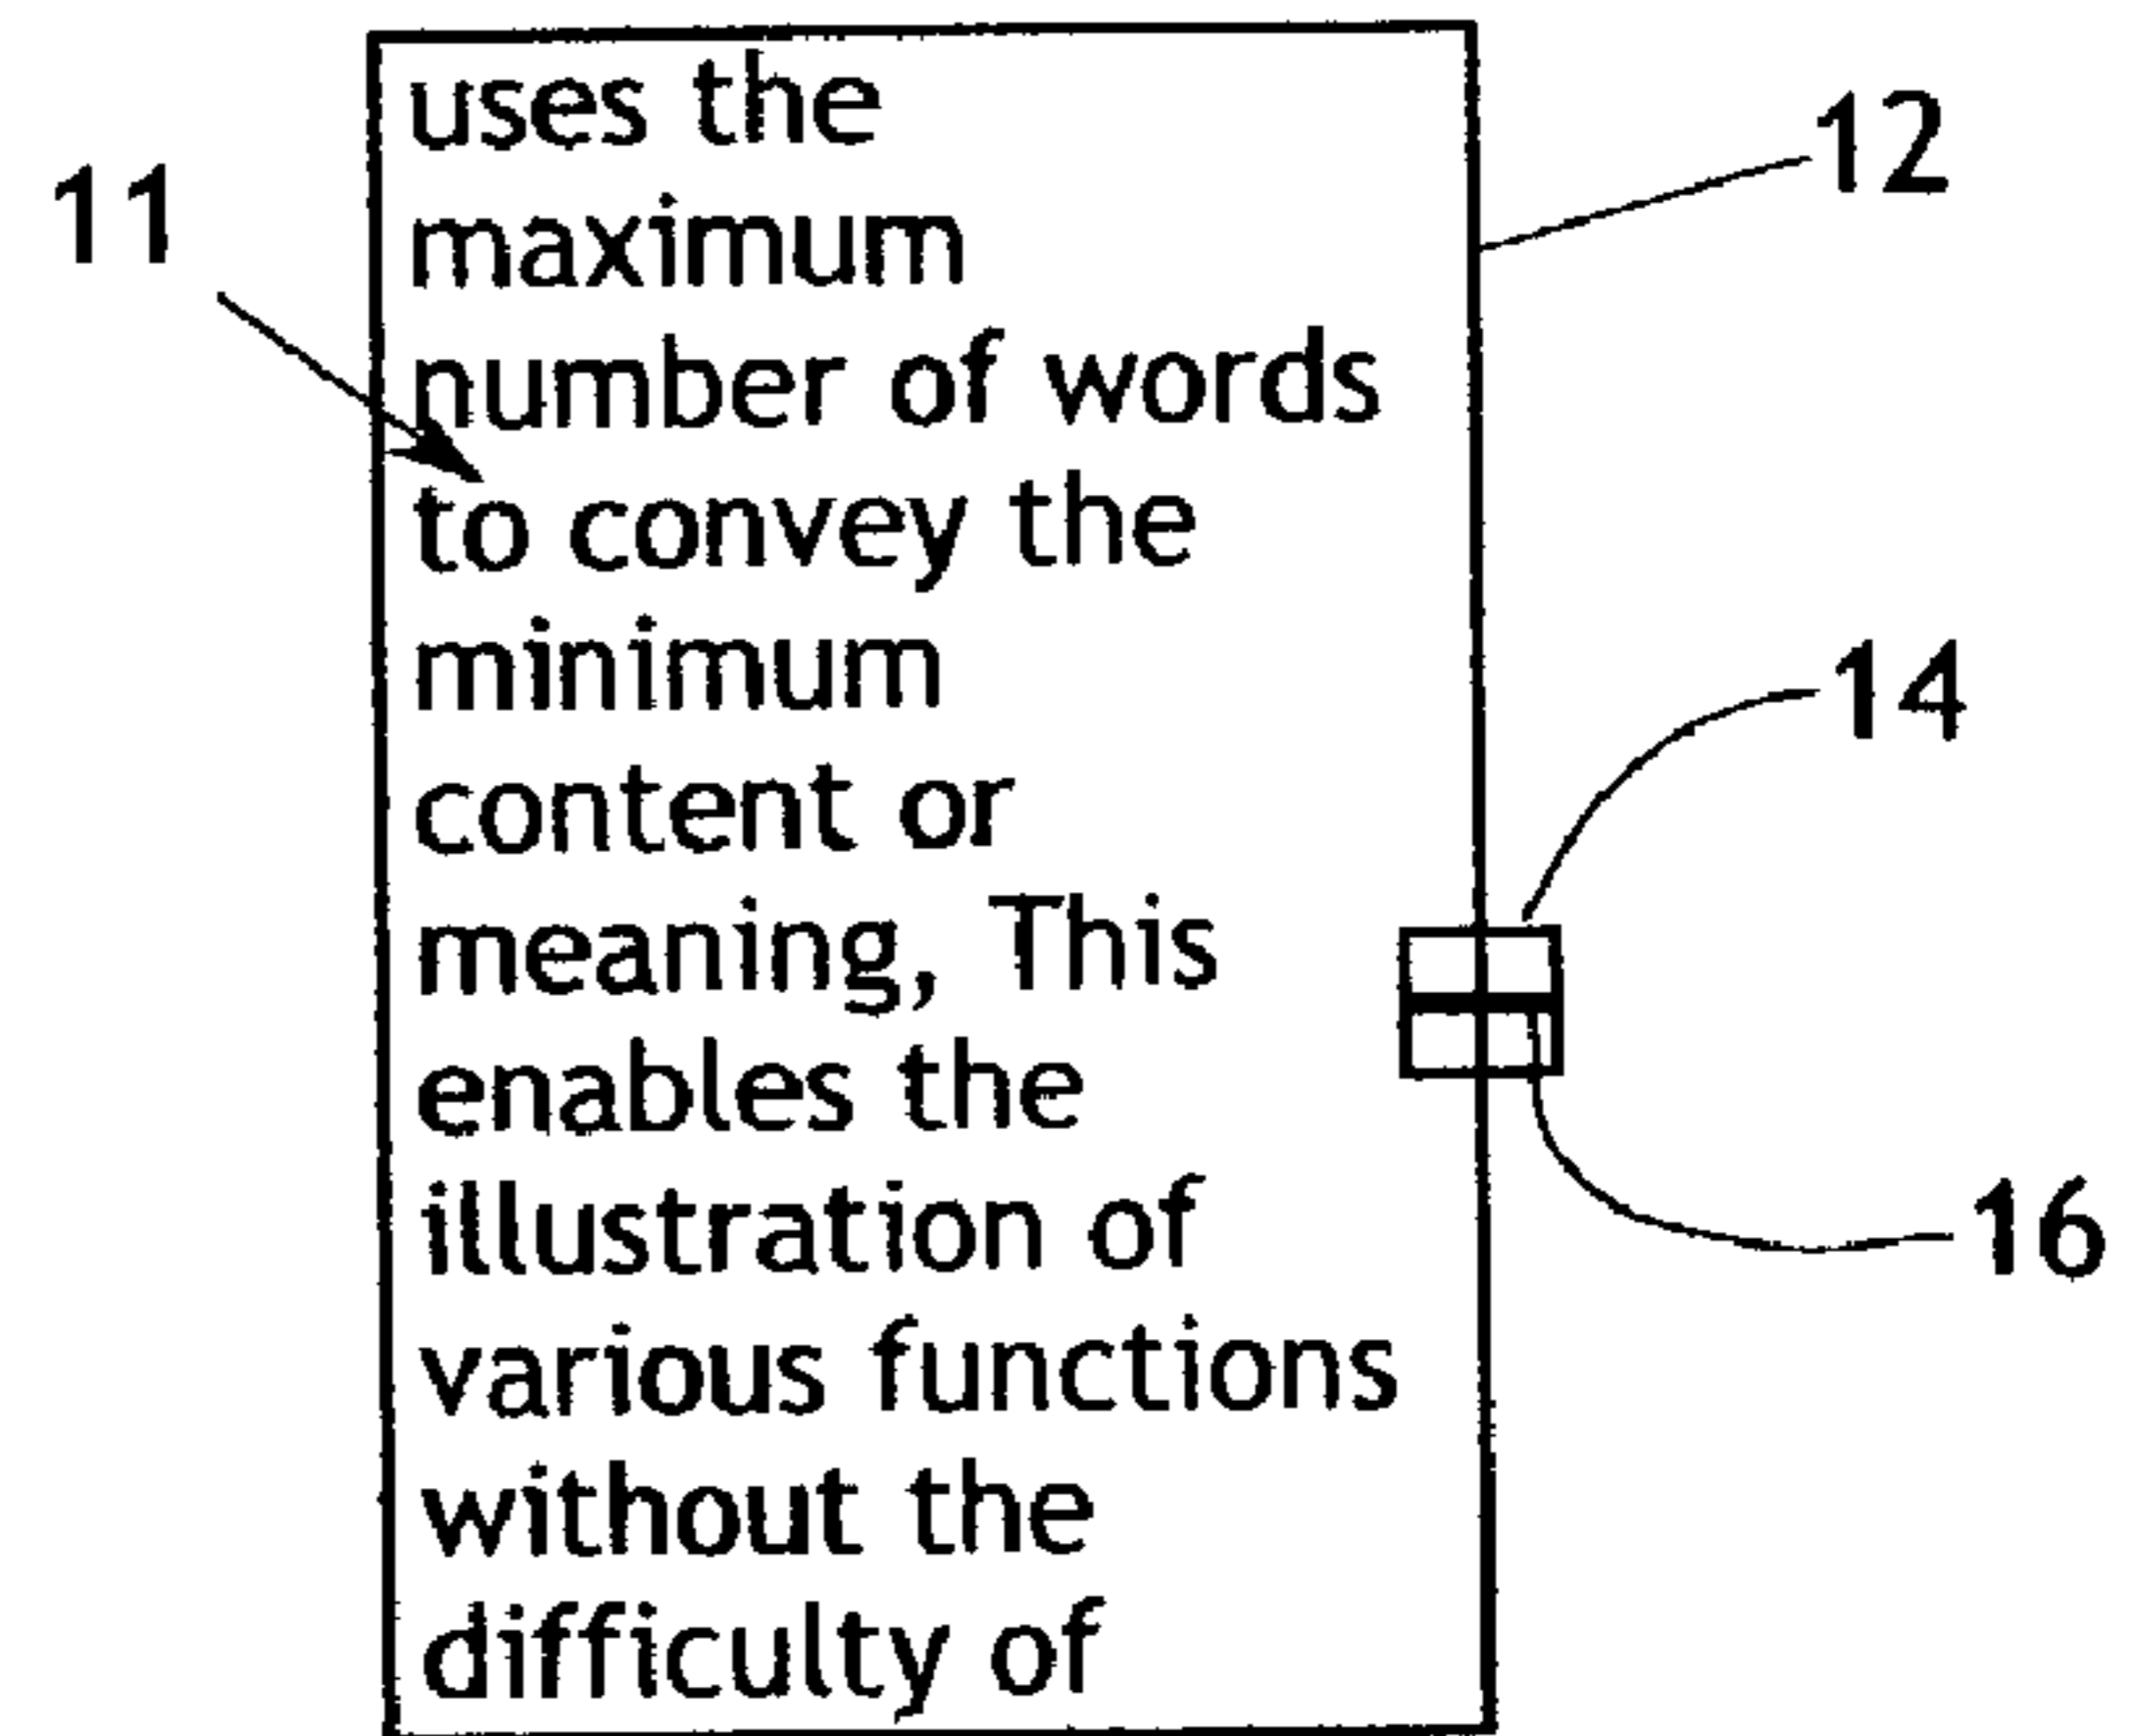 uses the
maximum
number of words
to convey the
minimum
content or
meaning, This
enables the
illustration of
various functions
without the
difficulty of
11
12
14
16